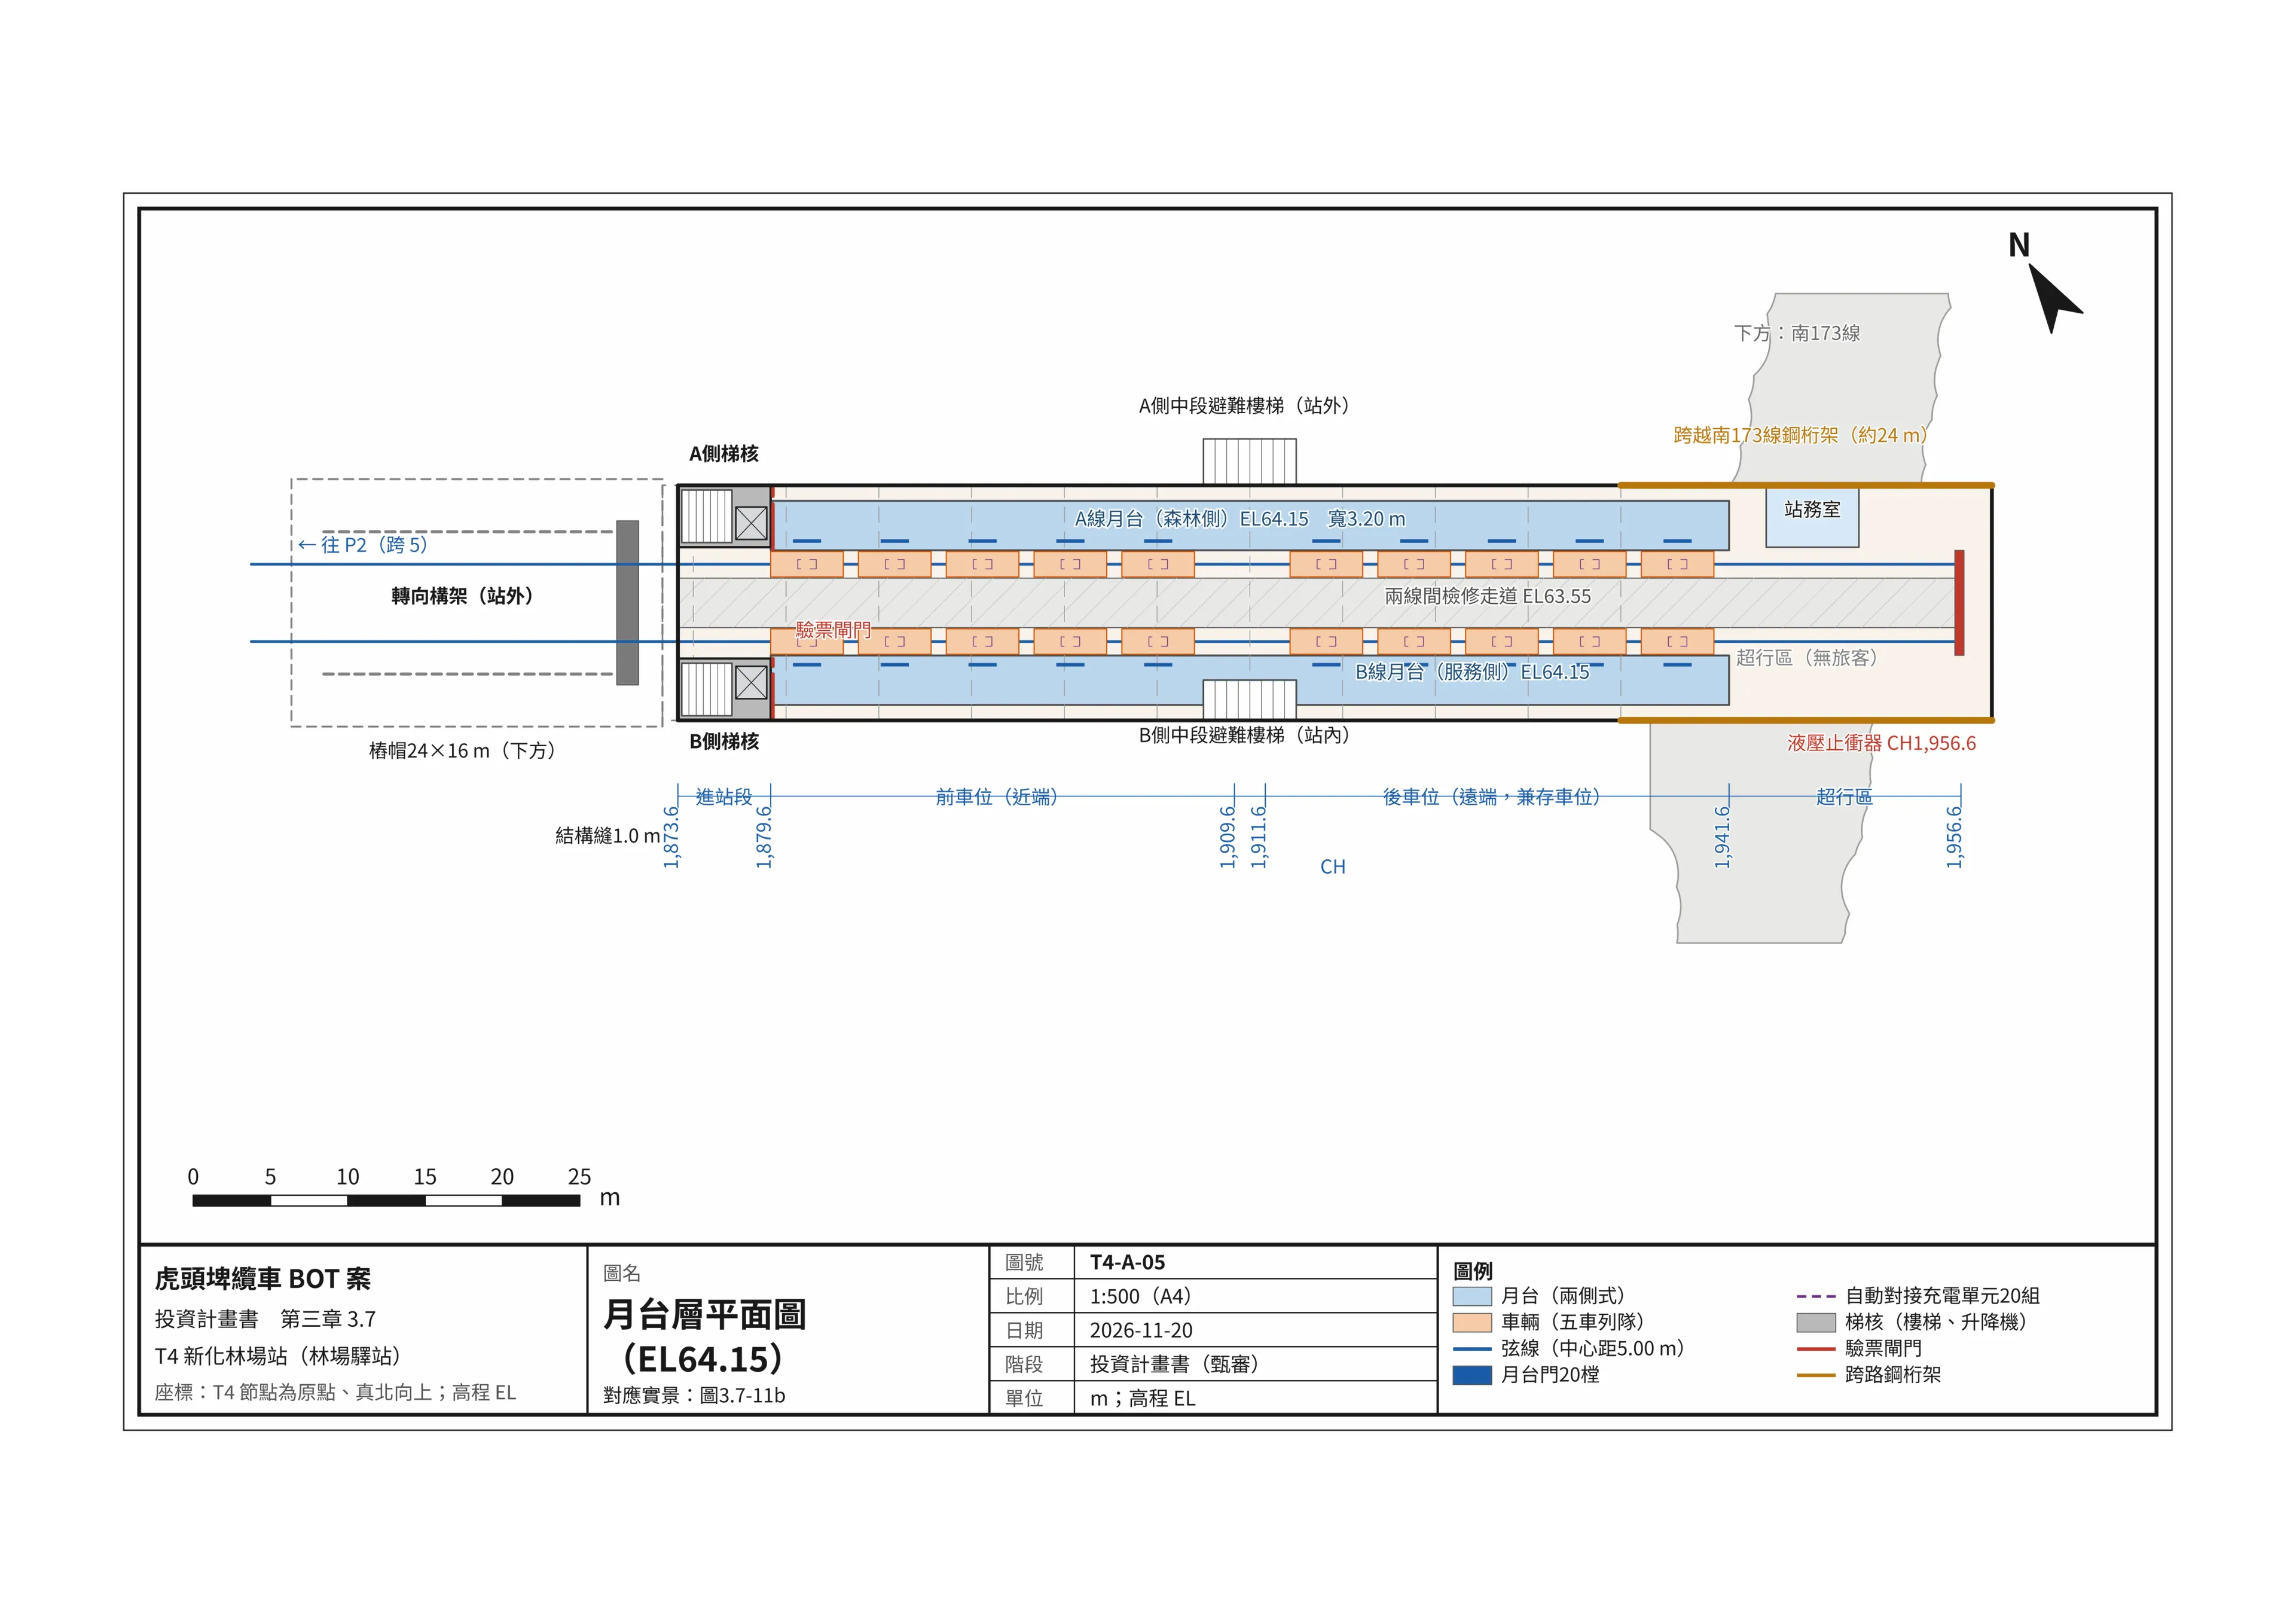 N
下方：南173線
A側中段避難樓梯（站外）
跨越南173線鋼桁架（約24 m）
A側梯核
站務室
A線月台（森林側）EL64.15　寬3.20 m
← 往 P2（跨 5）
轉向構架（站外）
兩線間檢修走道 EL63.55
驗票閘門
超行區（無旅客）
B線月台（服務側）EL64.15
B側梯核
B側中段避難樓梯（站內）
液壓止衝器 CH1,956.6
樁帽24×16 m（下方）
進站段
前車位（近端）
後車位（遠端，兼存車位）
超行區
結構縫1.0 m
1,873.6
1,879.6
1,909.6
1,911.6
1,941.6
1,956.6
CH
0 5 10 15 20 25 m
虎頭埤纜車 BOT 案
投資計畫書　第三章 3.7
T4 新化林場站（林場驛站）
座標：T4 節點為原點、真北向上；高程 EL
圖名
月台層平面圖
（EL64.15）
對應實景：圖3.7-11b
圖號 T4-A-05
比例 1:500（A4）
日期 2026-11-20
階段 投資計畫書（甄審）
單位 m；高程 EL
圖例
月台（兩側式）
車輛（五車列隊）
弦線（中心距5.00 m）
月台門20檔
自動對接充電單元20組
梯核（樓梯、升降機）
驗票閘門
跨路鋼桁架